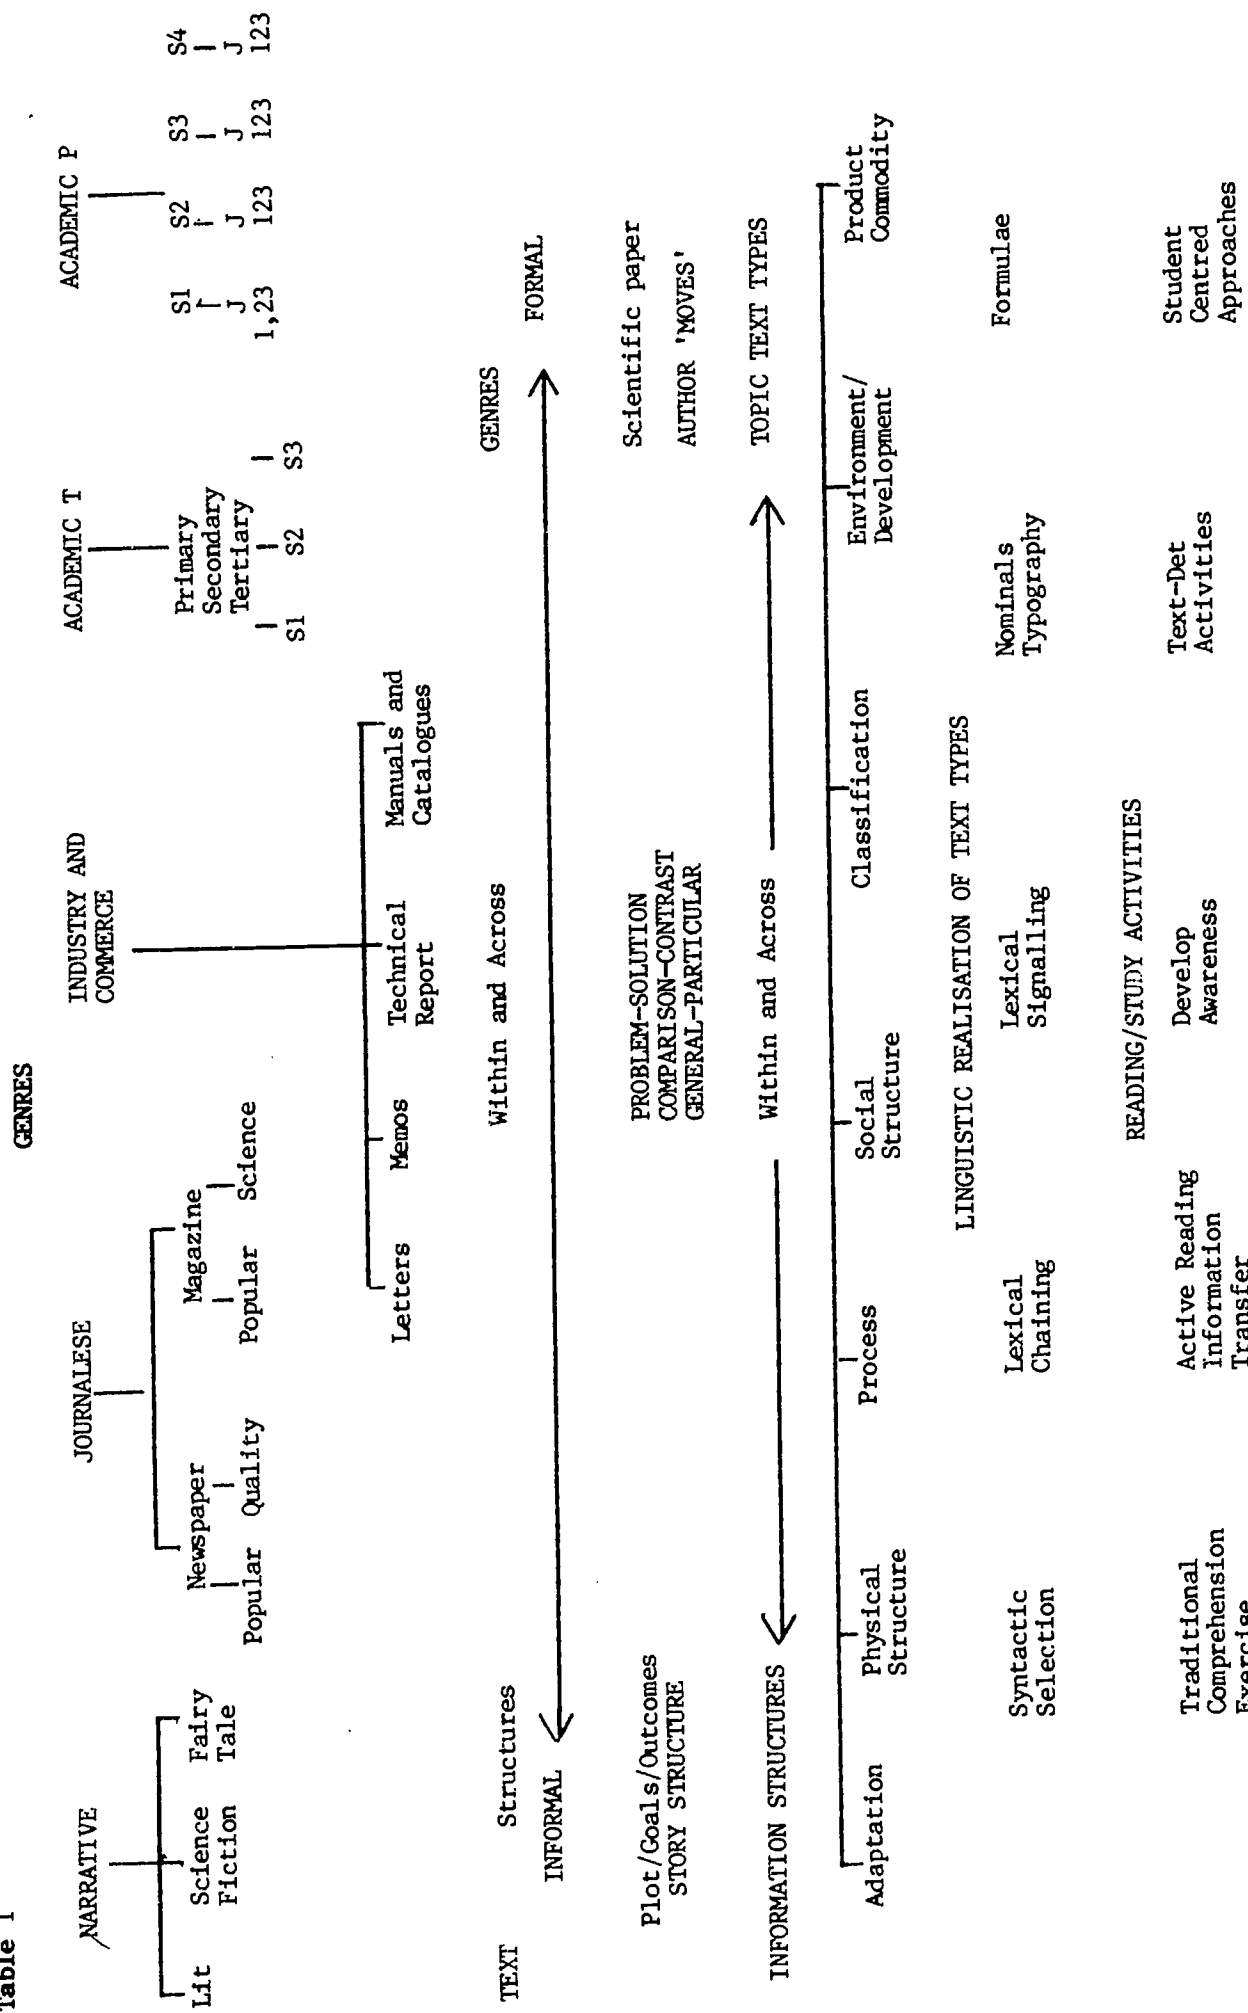 Table 1
GENRES
NARRATIVE
Lit
Science
Fiction
Fairy
Tale
JOURNALESE
Newspaper
Popular
Quality
Magazine
Popular
Science
INDUSTRY AND
COMMERCE
Letters
Memos
Technical
Report
Manuals and
Catalogues
ACADEMIC T
Primary
Secondary
Tertiary
S1
S2
S3
ACADEMIC P
S1
J
1,23
S2
J
123
S3
J
123
S4
J
123
TEXT
Structures
Within and Across
GENRES
INFORMAL
FORMAL
Plot/Goals/Outcomes
STORY STRUCTURE
PROBLEM-SOLUTION
COMPARISON-CONTRAST
GENERAL-PARTICULAR
Scientific paper
AUTHOR 'MOVES'
INFORMATION STRUCTURES
Within and Across
TOPIC TEXT TYPES
Adaptation
Physical
Structure
Process
Social
Structure
Classification
Environment/
Development
Product
Commodity
LINGUISTIC REALISATION OF TEXT TYPES
Syntactic
Selection
Lexical
Chaining
Lexical
Signalling
Nominals
Typography
Formulae
READING/STUDY ACTIVITIES
Traditional
Comprehension
Exercise
Active Reading
Information
Transfer
Develop
Awareness
Text-Det
Activities
Student
Centred
Approaches